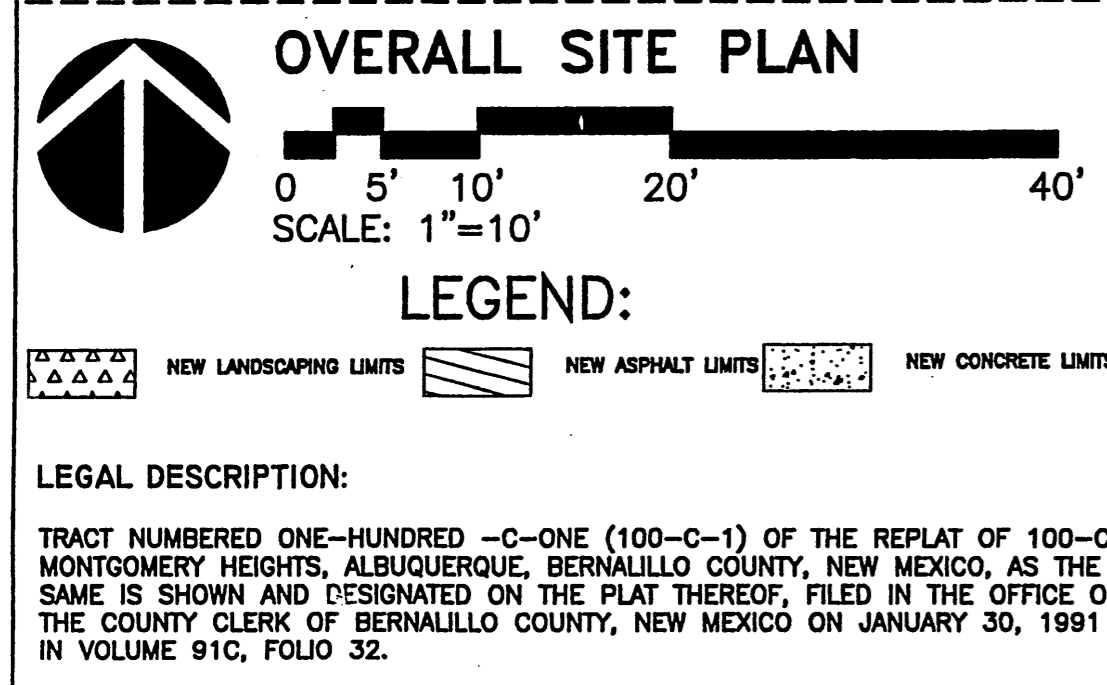 OVERALL SITE PLAN
0 5' 10' 20' 40'
SCALE: 1"=10'
LEGEND:
NEW LANDSCAPING LIMITS NEW ASPHALT LIMITS NEW CONCRETE LIMITS
LEGAL DESCRIPTION:
TRACT NUMBERED ONE-HUNDRED -C-ONE (100-C-1) OF THE REPLAT OF 100-C
MONTGOMERY HEIGHTS, ALBUQUERQUE, BERNALILLO COUNTY, NEW MEXICO, AS THE
SAME IS SHOWN AND DESIGNATED ON THE PLAT THEREOF, FILED IN THE OFFICE O
THE COUNTY CLERK OF BERNALILLO COUNTY, NEW MEXICO ON JANUARY 30, 1991
IN VOLUME 91C, FOLIO 32.